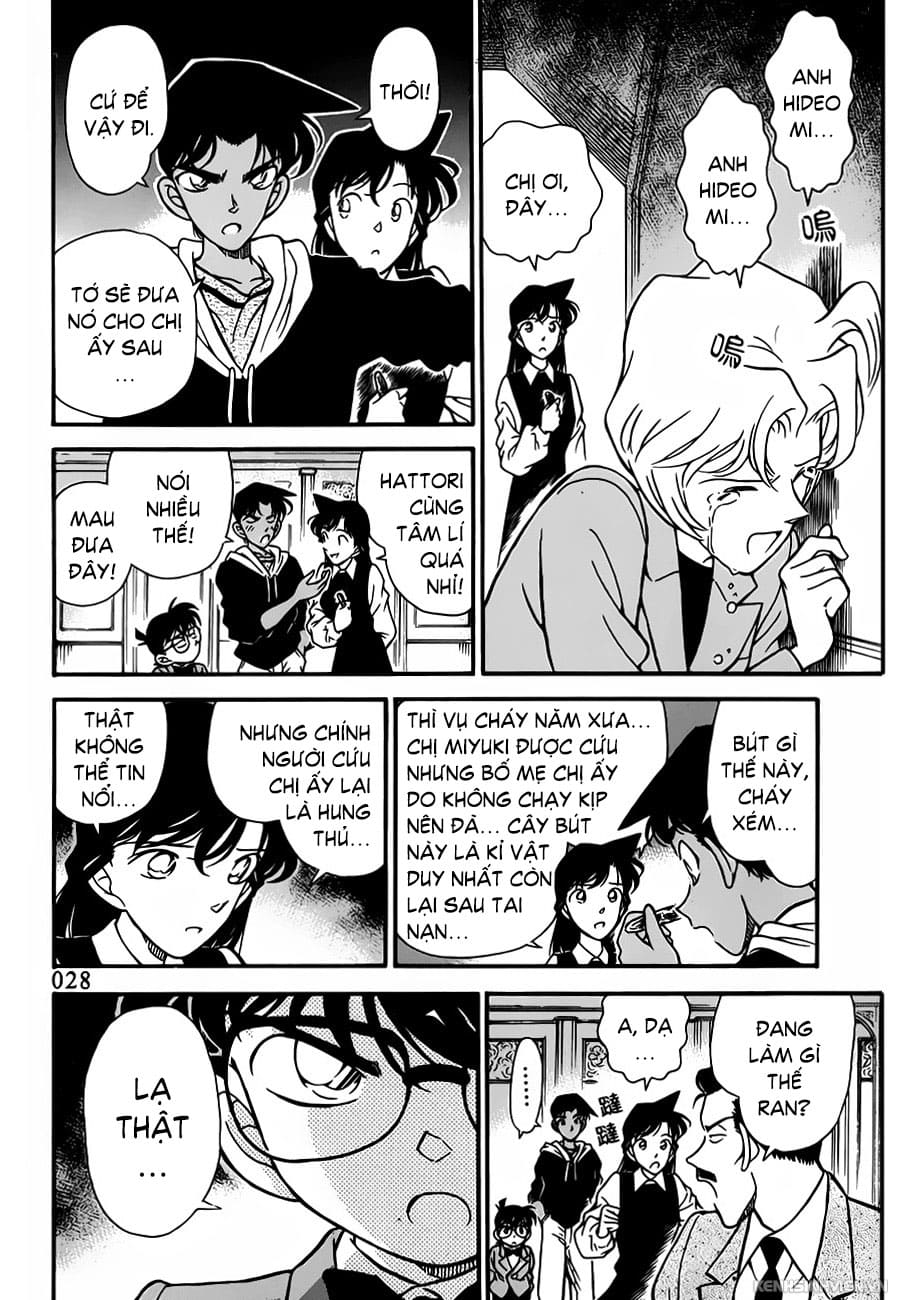 ANH
HIDEO
MI...
嗚
ANH
HIDEO
MI...
嗚
CHỊ ƠI,
ĐÂY...
THÔI!
CỨ ĐỂ
VẬY ĐI.
TỚ SẼ ĐƯA
NÓ CHO CHỊ
ẤY SAU
...
HATTORI
CŨNG
TÂM LÍ
QUÁ
NHỈ!
NÓI
NHIỀU
THẾ!
MAU
ĐƯA
ĐÂY!
BÚT GÌ
THẾ NÀY,
CHÁY
XÉM...
THÌ VỤ CHÁY NĂM XƯA...
CHỊ MIYUKI ĐƯỢC CỨU
NHƯNG BỐ MẸ CHỊ ẤY
DO KHÔNG CHẠY KỊP
NÊN ĐÀ... CÂY BÚT
NÀY LÀ KỈ VẬT
DUY NHẤT CÒN
LẠI SAU TAI
NẠN...
NHƯNG CHÍNH
NGƯỜI CỨU
CHỊ ẤY LẠI
LÀ HUNG
THỦ...
THẬT
KHÔNG
THỂ TIN
NỔI...
028
ĐANG
LÀM GÌ
THẾ
RAN?
A, DẠ
...
躂
躂
......
LẠ
THẬT
...